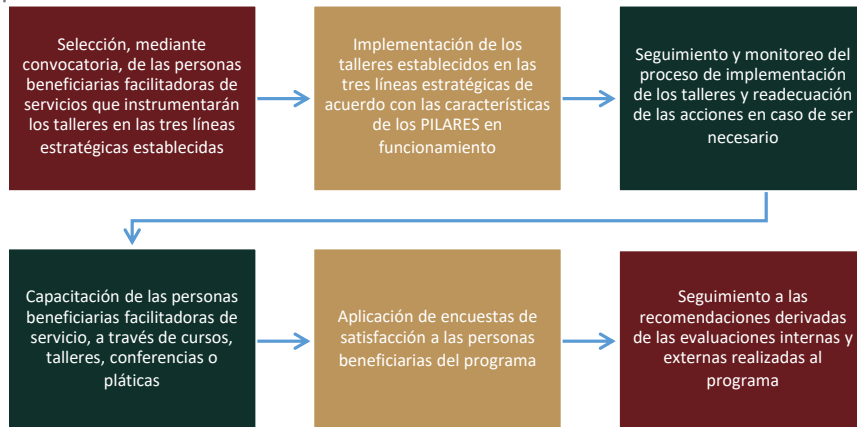 Selección, mediante
convocatoria, de las personas
beneficiarias facilitadoras de
servicios que instrumentarán
los talleres en las tres líneas
estratégicas establecidas
Implementación de los
talleres establecidos en las
tres líneas estratégicas de
acuerdo con las características
de los PILARES en
funcionamiento
Seguimiento y monitoreo del
proceso de implementación
de los talleres y readecuación
de las acciones en caso de ser
necesario
Capacitación de las personas
beneficiarias facilitadoras de
servicio, a través de cursos,
talleres, conferencias o
pláticas
Aplicación de encuestas de
satisfacción a las personas
beneficiarias del programa
Seguimiento a las
recomendaciones derivadas
de las evaluaciones internas y
externas realizadas al
programa